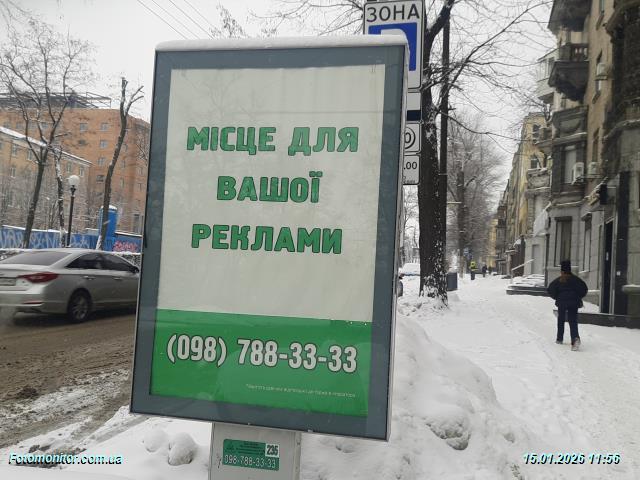 ЗОНА
P
МІСЦЕ ДЛЯ
ВАШОЇ
РЕКЛАМИ
(098) 788-33-33
236
098-788-33-33
Fotomonitor.com.ua
15.01.2026 11:56